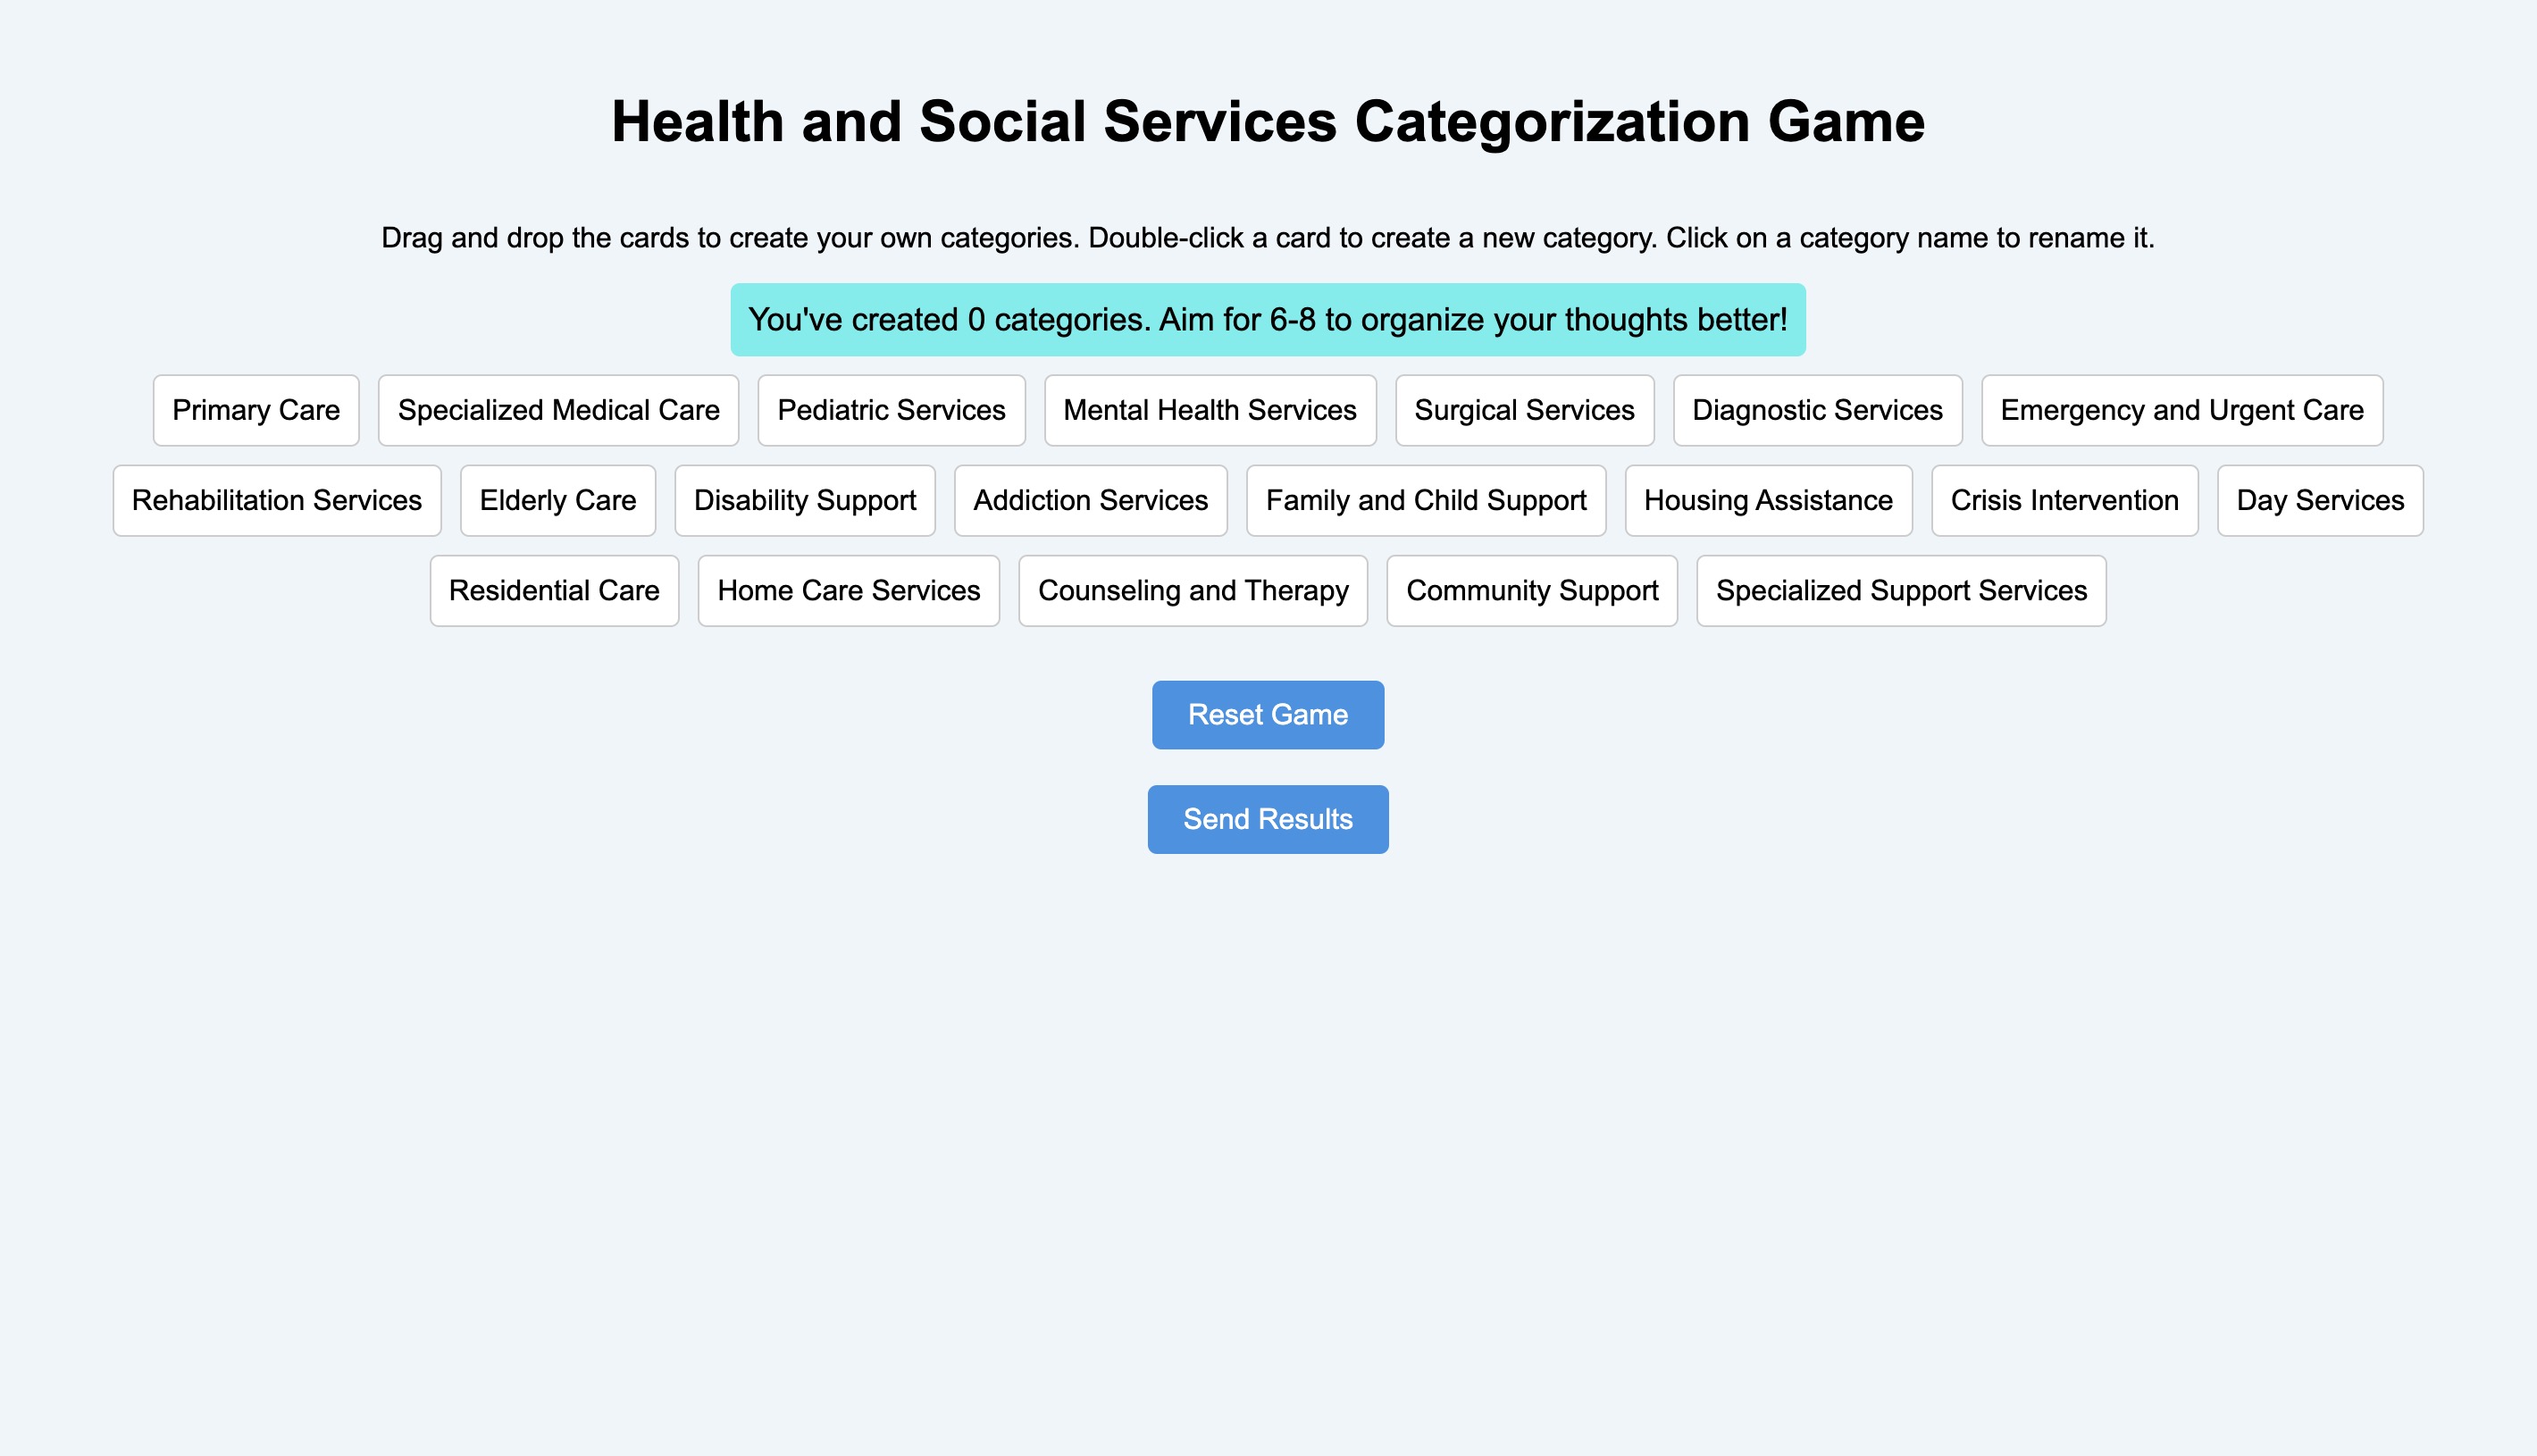 Health and Social Services Categorization Game
Drag and drop the cards to create your own categories. Double-click a card to create a new category. Click on a category name to rename it.
You've created 0 categories. Aim for 6-8 to organize your thoughts better!
Primary Care Specialized Medical Care Pediatric Services Mental Health Services Surgical Services Diagnostic Services Emergency and Urgent Care
Rehabilitation Services Elderly Care Disability Support Addiction Services Family and Child Support Housing Assistance Crisis Intervention Day Services
Residential Care Home Care Services Counseling and Therapy Community Support Specialized Support Services
Reset Game
Send Results